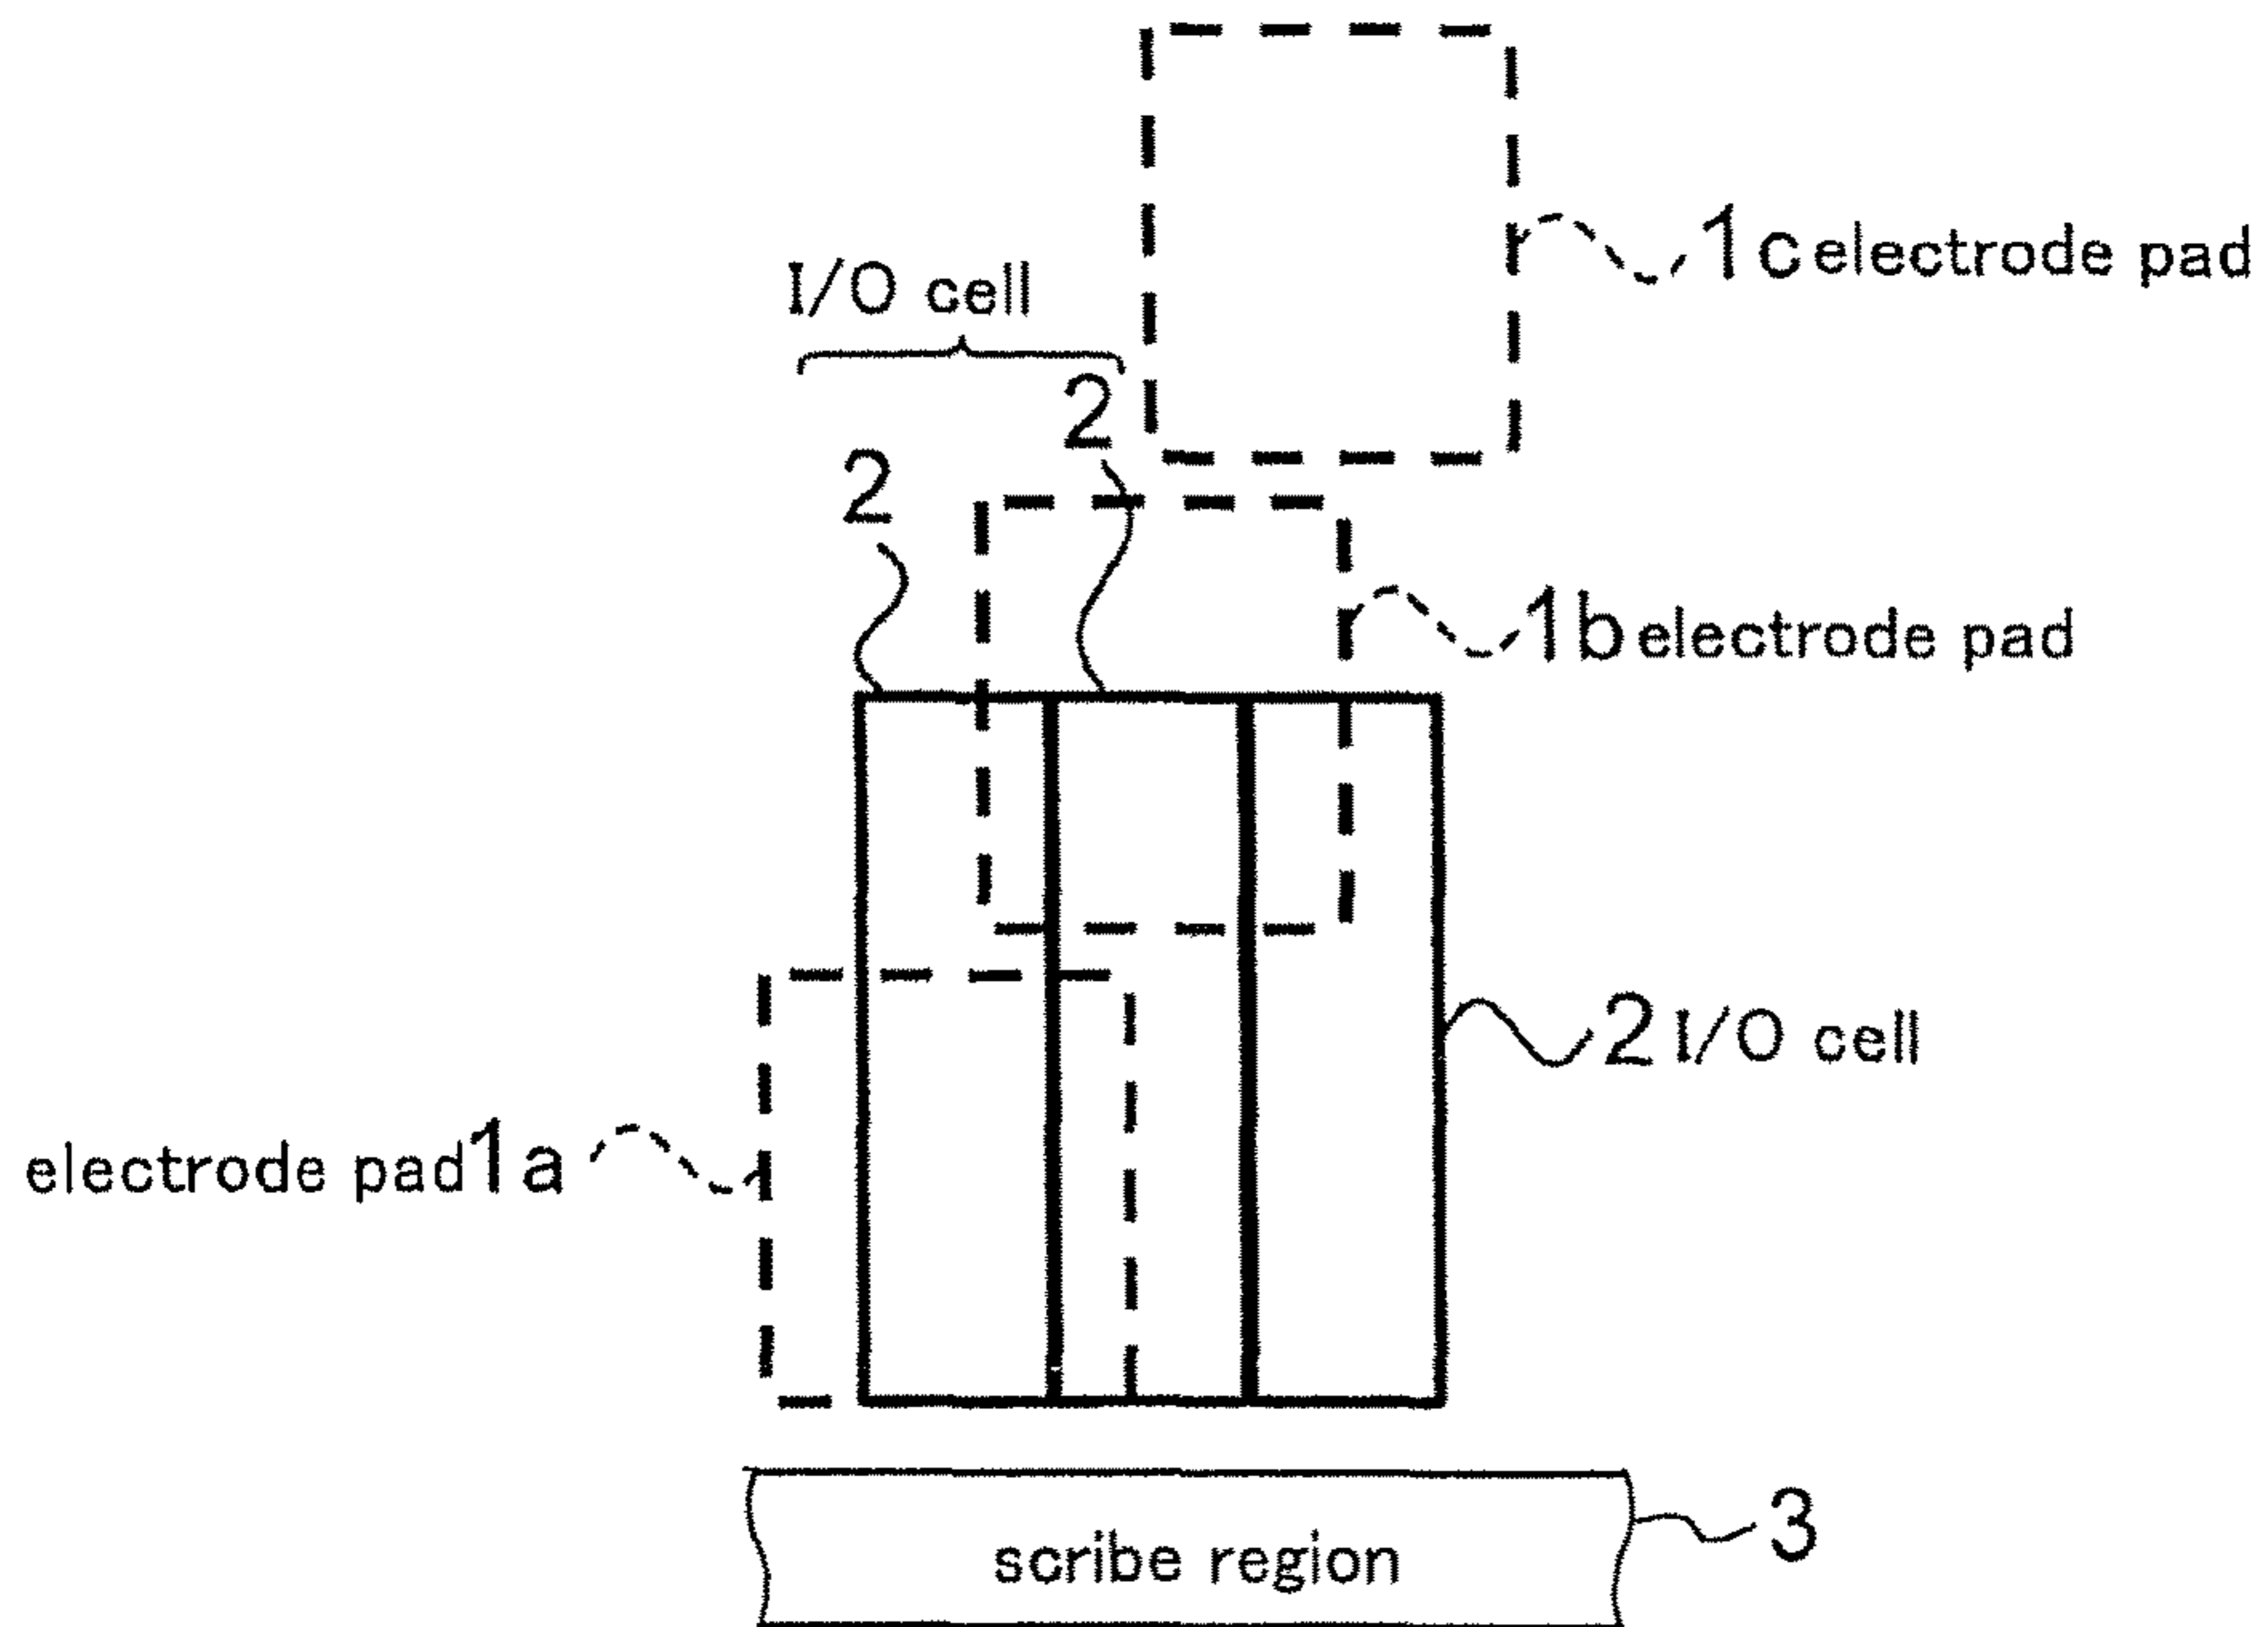 1c electrode pad
I/O cell
2
2
1b electrode pad
2 I/O cell
electrode pad 1a
scribe region
3